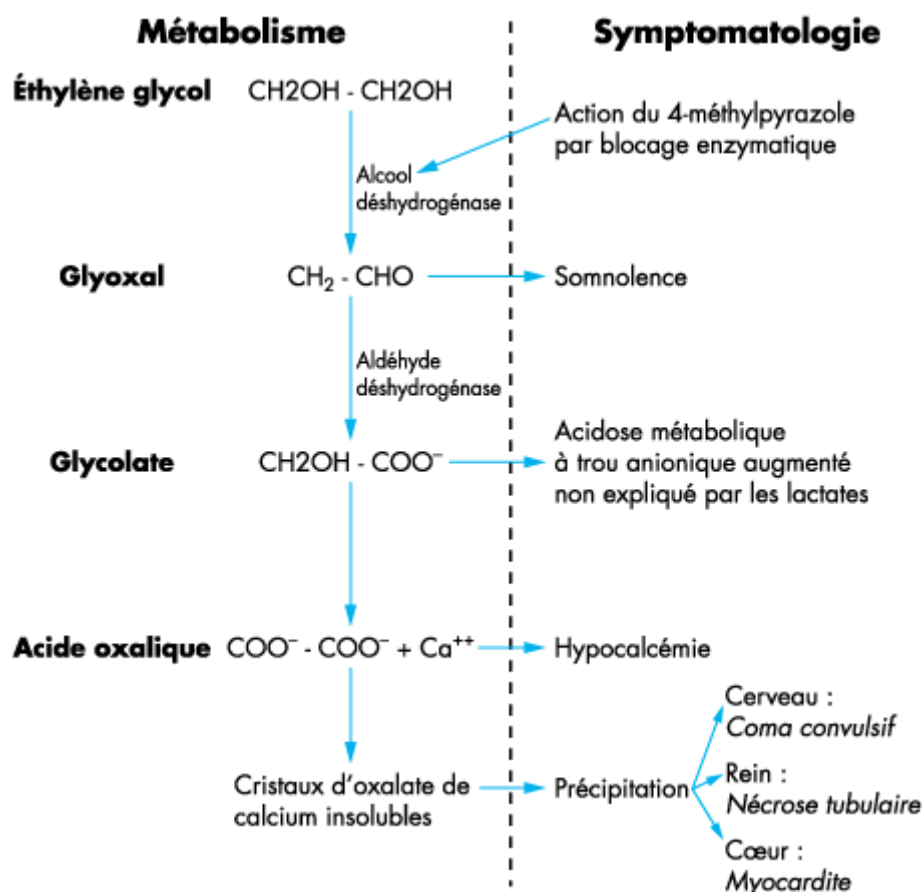 Métabolisme
Symptomatologie
Éthylène glycol
CH2OH - CH2OH
Action du 4-méthylpyrazole
par blocage enzymatique
Alcool
déshydrogénase
Glyoxal
CH₂ - CHO
Somnolence
Aldéhyde
déshydrogénase
Glycolate
CH2OH - COO⁻
Acidose métabolique
à trou anionique augmenté
non expliqué par les lactates
Acide oxalique
COO⁻ - COO⁻ + Ca⁺⁺
Hypocalcémie
Cristaux d'oxalate de
calcium insolubles
Précipitation
Cerveau :
Coma convulsif
Rein :
Nécrose tubulaire
Cœur :
Myocardite